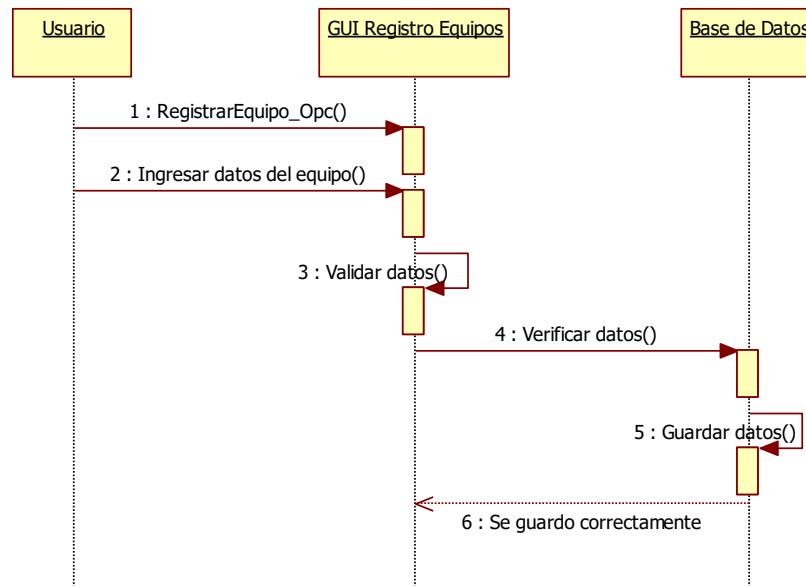 Usuario
GUI Registro Equipos
Base de Datos
1 : RegistrarEquipo_Opc()
2 : Ingresar datos del equipo()
3 : Validar datos()
4 : Verificar datos()
5 : Guardar datos()
6 : Se guardo correctamente